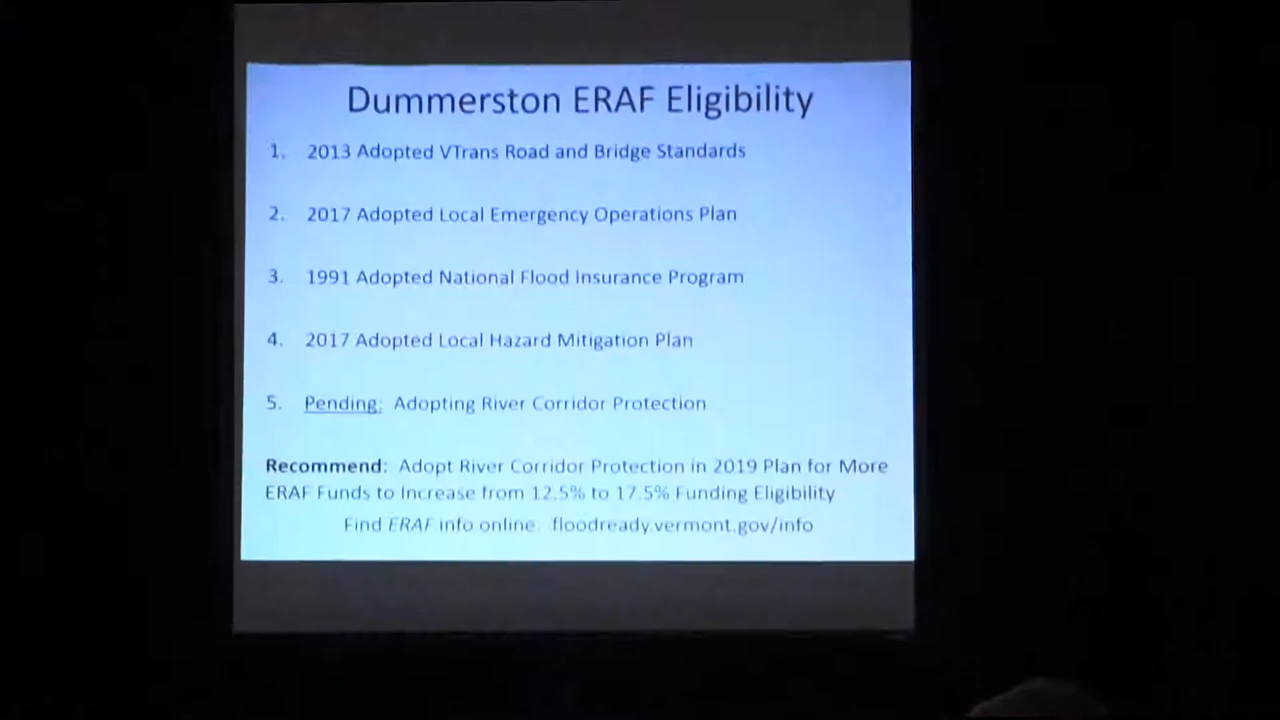 Dummerston ERAF Eligibility
1. 2013 Adopted VTrans Road and Bridge Standards
2. 2017 Adopted Local Emergency Operations Plan
3. 1991 Adopted National Flood Insurance Program
4. 2017 Adopted Local Hazard Mitigation Plan
5. Pending: Adopting River Corridor Protection
Recommend: Adopt River Corridor Protection in 2019 Plan for More
ERAF Funds to Increase from 12.5% to 17.5% Funding Eligibility
Find ERAF info online: floodready.vermont.gov/info